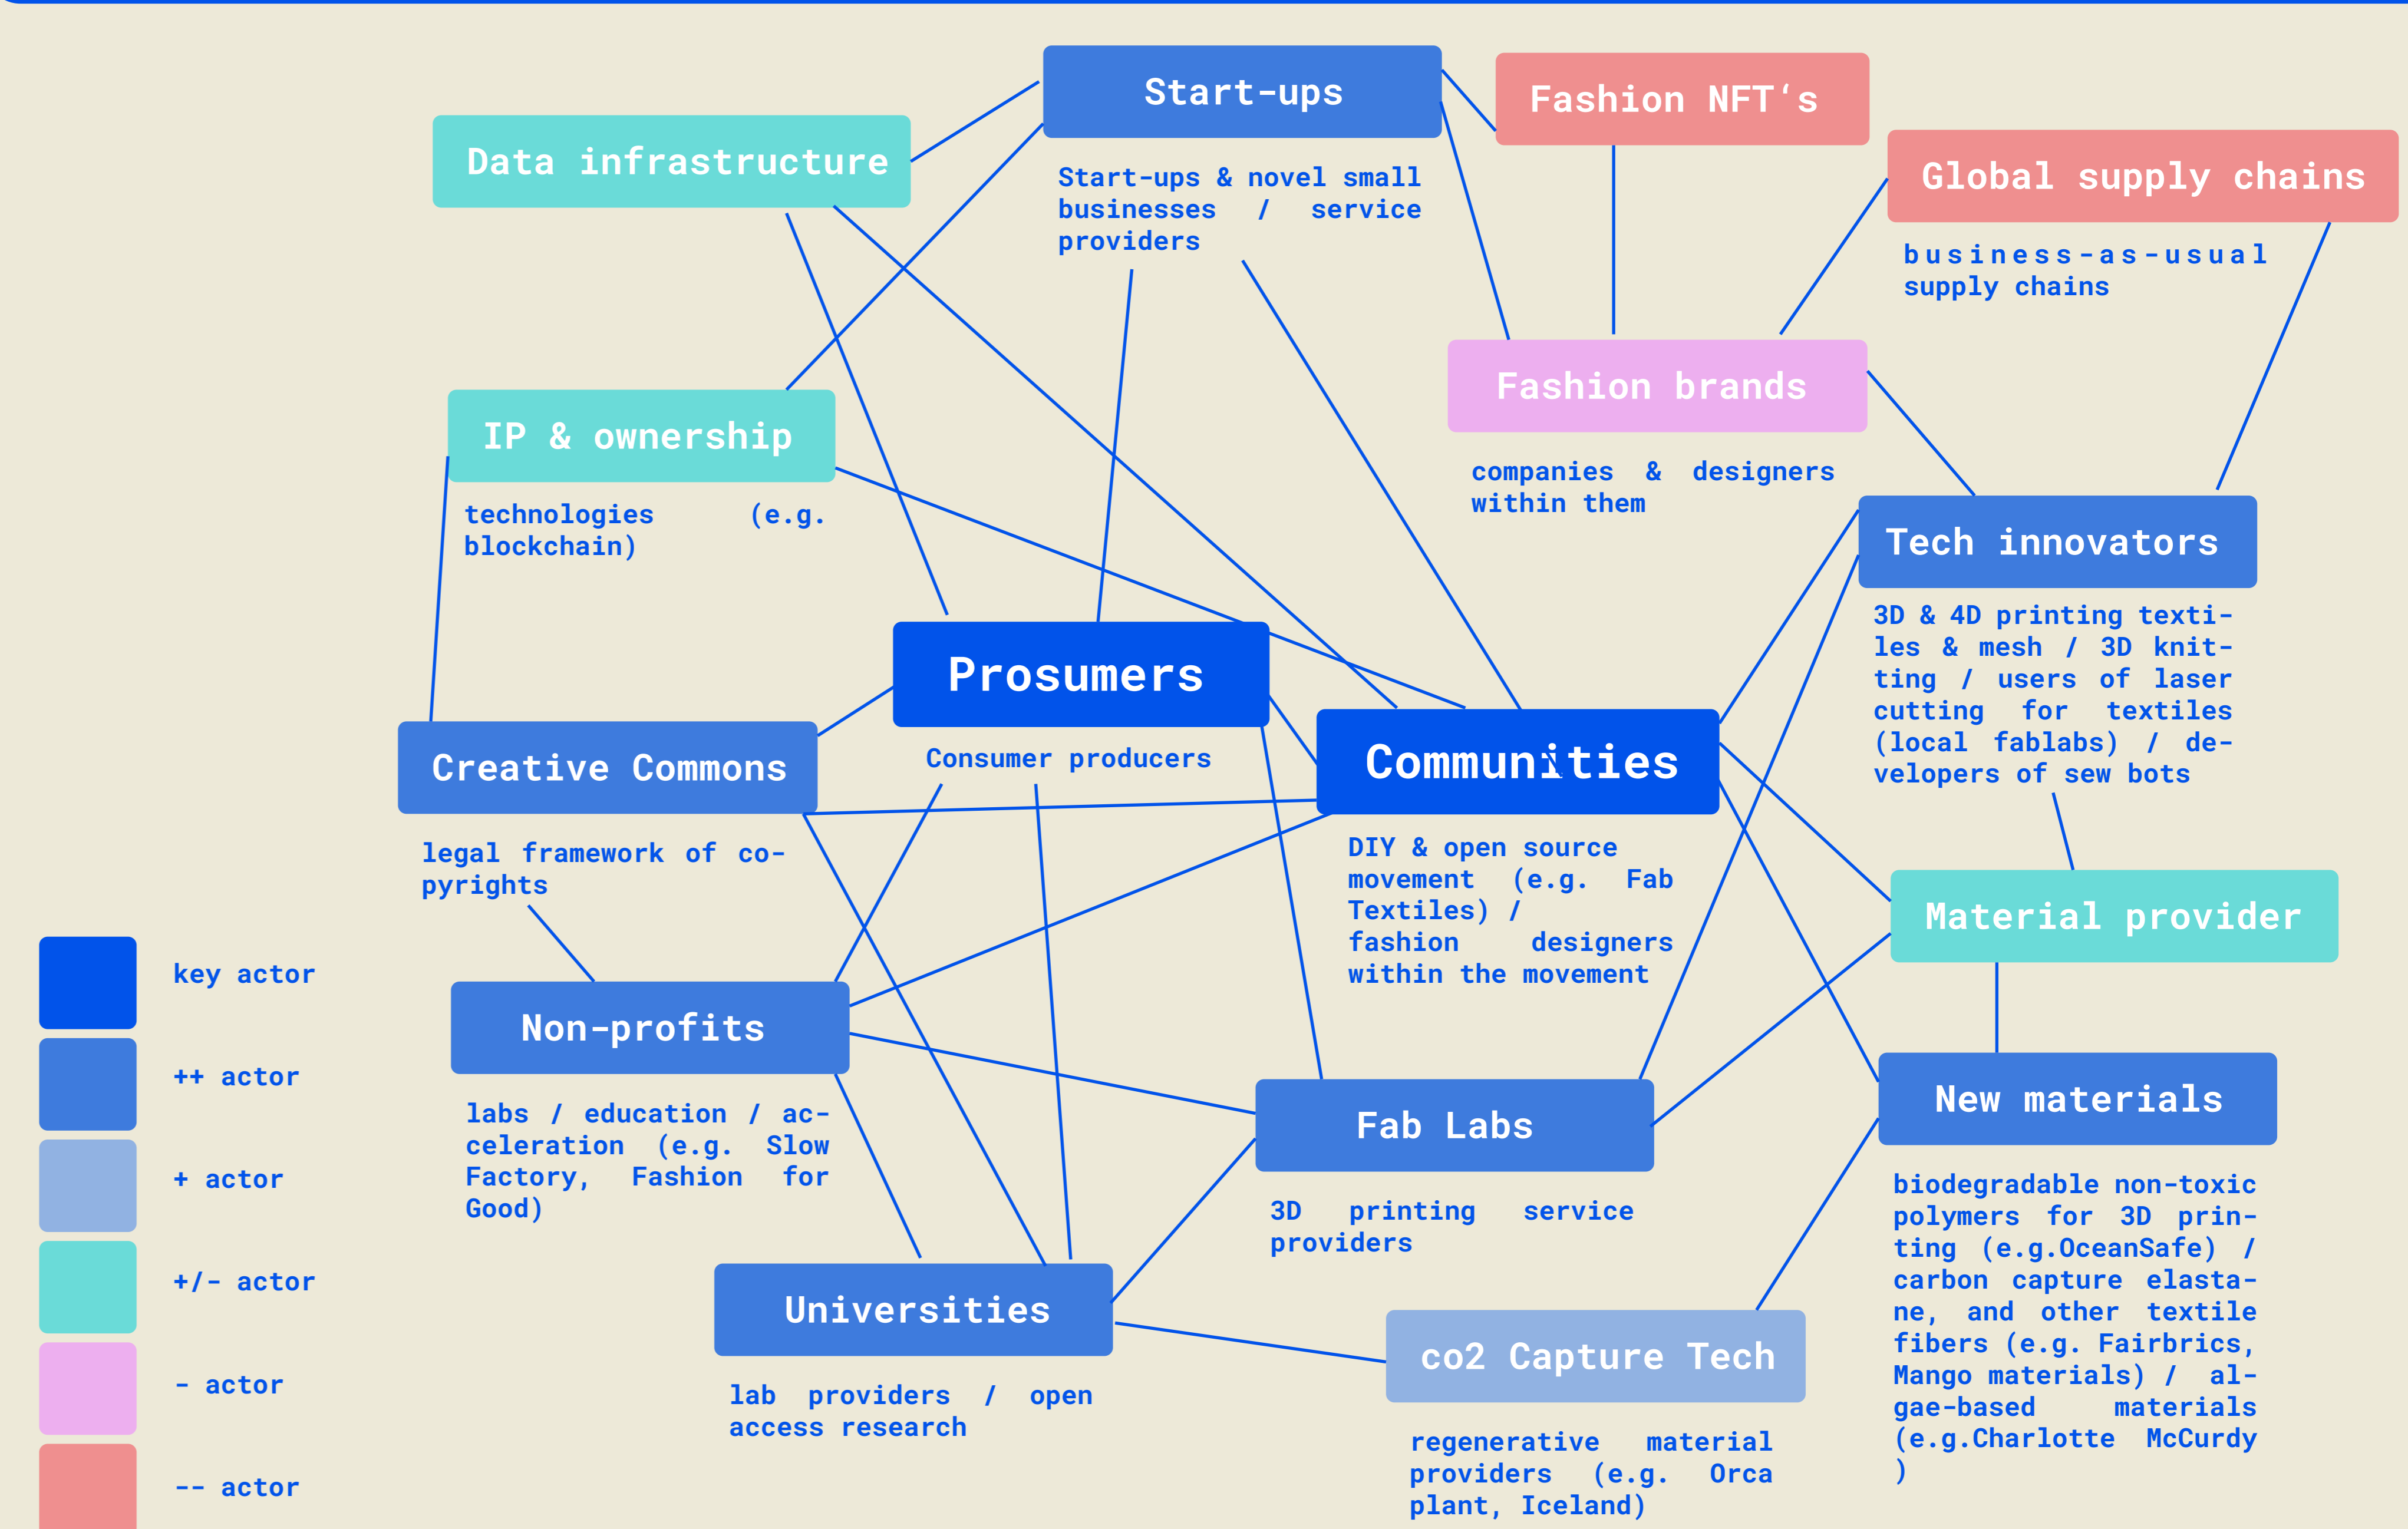 Start-ups
Start-ups & novel small
businesses / service
providers
Fashion NFT‘s
Global supply chains
business-as-usual
supply chains
Data infrastructure
Fashion brands
companies & designers
within them
IP & ownership
technologies (e.g.
blockchain)
Tech innovators
3D & 4D printing texti-
les & mesh / 3D knit-
ting / users of laser
cutting for textiles
(local fablabs) / de-
velopers of sew bots
Prosumers
Consumer producers
Communities
DIY & open source
movement (e.g. Fab
Textiles) /
fashion designers
within the movement
Creative Commons
legal framework of co-
pyrights
Material provider
Non-profits
labs / education / ac-
celeration (e.g. Slow
Factory, Fashion for
Good)
Fab Labs
3D printing service
providers
New materials
biodegradable non-toxic
polymers for 3D prin-
ting (e.g.OceanSafe) /
carbon capture elasta-
ne, and other textile
fibers (e.g. Fairbrics,
Mango materials) / al-
gae-based materials
(e.g.Charlotte McCurdy
)
Universities
lab providers / open
access research
co2 Capture Tech
regenerative material
providers (e.g. Orca
plant, Iceland)
key actor
++ actor
+ actor
+/- actor
- actor
-- actor